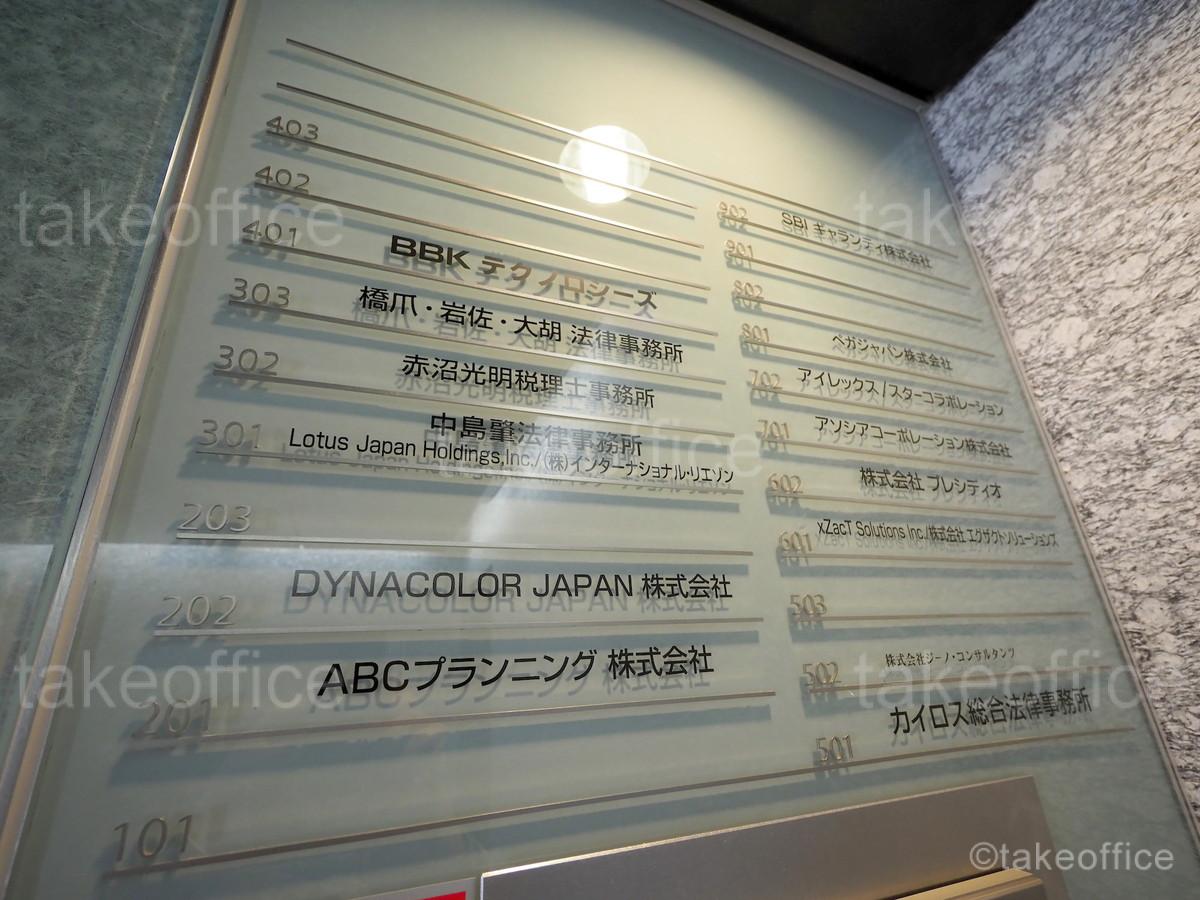 403
402
401 BBK テクノロジーズ
303 橋爪・岩佐・大胡 法律事務所
302 赤沼光明税理士事務所
中島肇法律事務所
301 Lotus Japan Holdings,Inc./(株)インターナショナル・リエゾン
203
202 DYNACOLOR JAPAN 株式会社
201 ABCプランニング 株式会社
101
902 SBI ギャランティ株式会社
901
802
801 ベガジャパン株式会社
702 アイレックス/スターコラボレーション
701 アソシアコーポレーション株式会社
602 株式会社 プレシディオ
601 xZacT Solutions Inc./株式会社 エグザクトソリューションズ
503
502 株式会社ジーノ・コンサルタンツ
501 カイロス総合法律事務所
takeoffice
takeoffice
takeoffice
takeoffice
takeoffice
©takeoffice